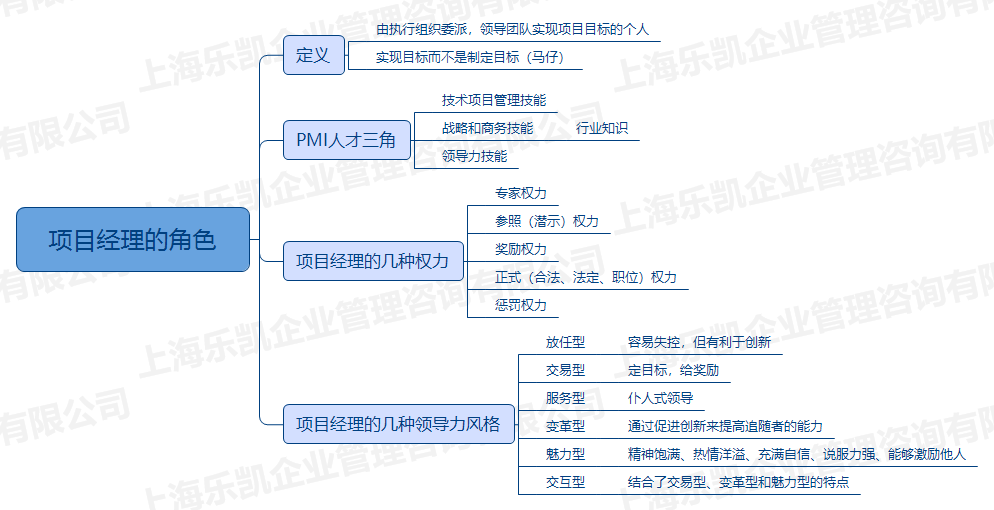 项目经理的角色
定义
由执行组织委派，领导团队实现项目目标的个人
实现目标而不是制定目标（马仔）
PMI人才三角
技术项目管理技能
战略和商务技能 行业知识
领导力技能
项目经理的几种权力
专家权力
参照（潜示）权力
奖励权力
正式（合法、法定、职位）权力
惩罚权力
项目经理的几种领导力风格
放任型 容易失控，但有利于创新
交易型 定目标，给奖励
服务型 仆人式领导
变革型 通过促进创新来提高追随者的能力
魅力型 精神饱满、热情洋溢、充满自信、说服力强、能够激励他人
交互型 结合了交易型、变革型和魅力型的特点
上海乐凯企业管理咨询有限公司